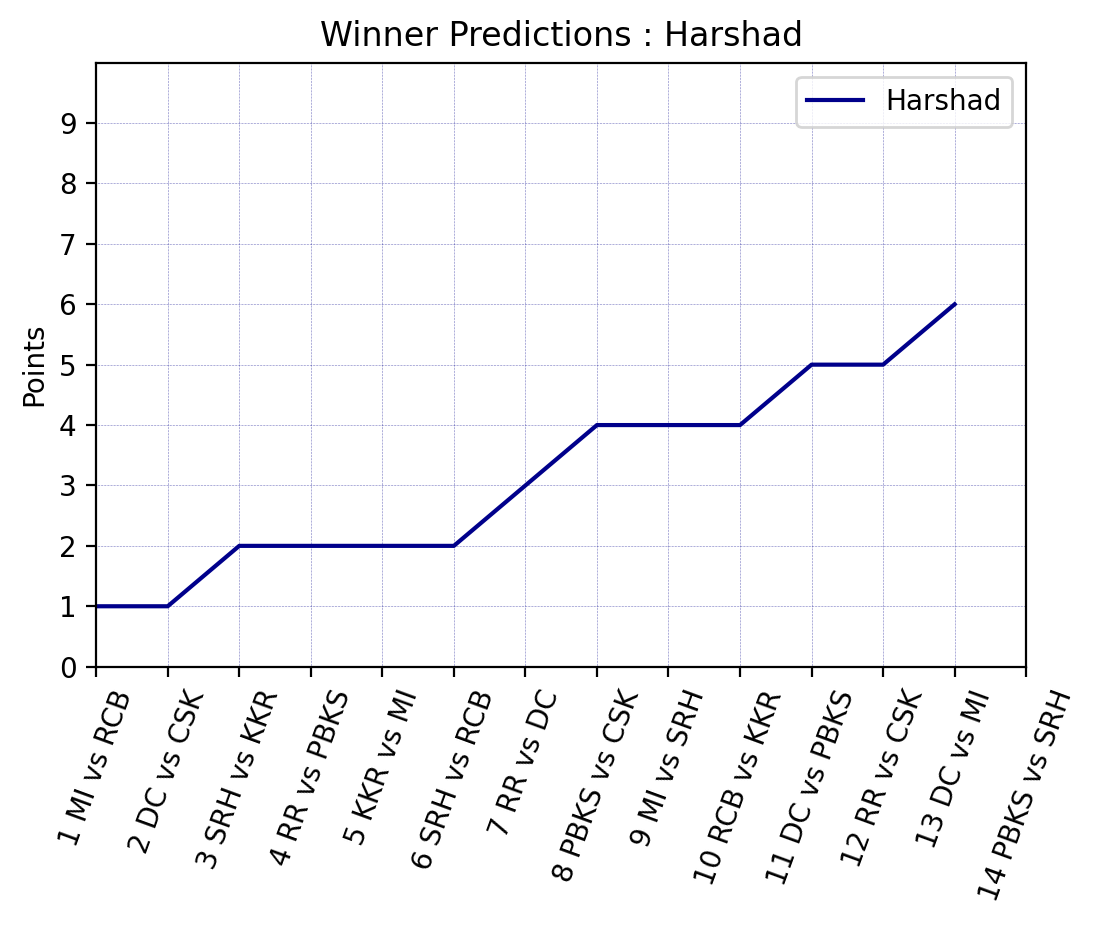 Winner Predictions : Harshad
Harshad
Points
9
8
7
6
5
4
3
2
1
0
1 MI vs RCB
2 DC vs CSK
3 SRH vs KKR
4 RR vs PBKS
5 KKR vs MI
6 SRH vs RCB
7 RR vs DC
8 PBKS vs CSK
9 MI vs SRH
10 RCB vs KKR
11 DC vs PBKS
12 RR vs CSK
13 DC vs MI
14 PBKS vs SRH